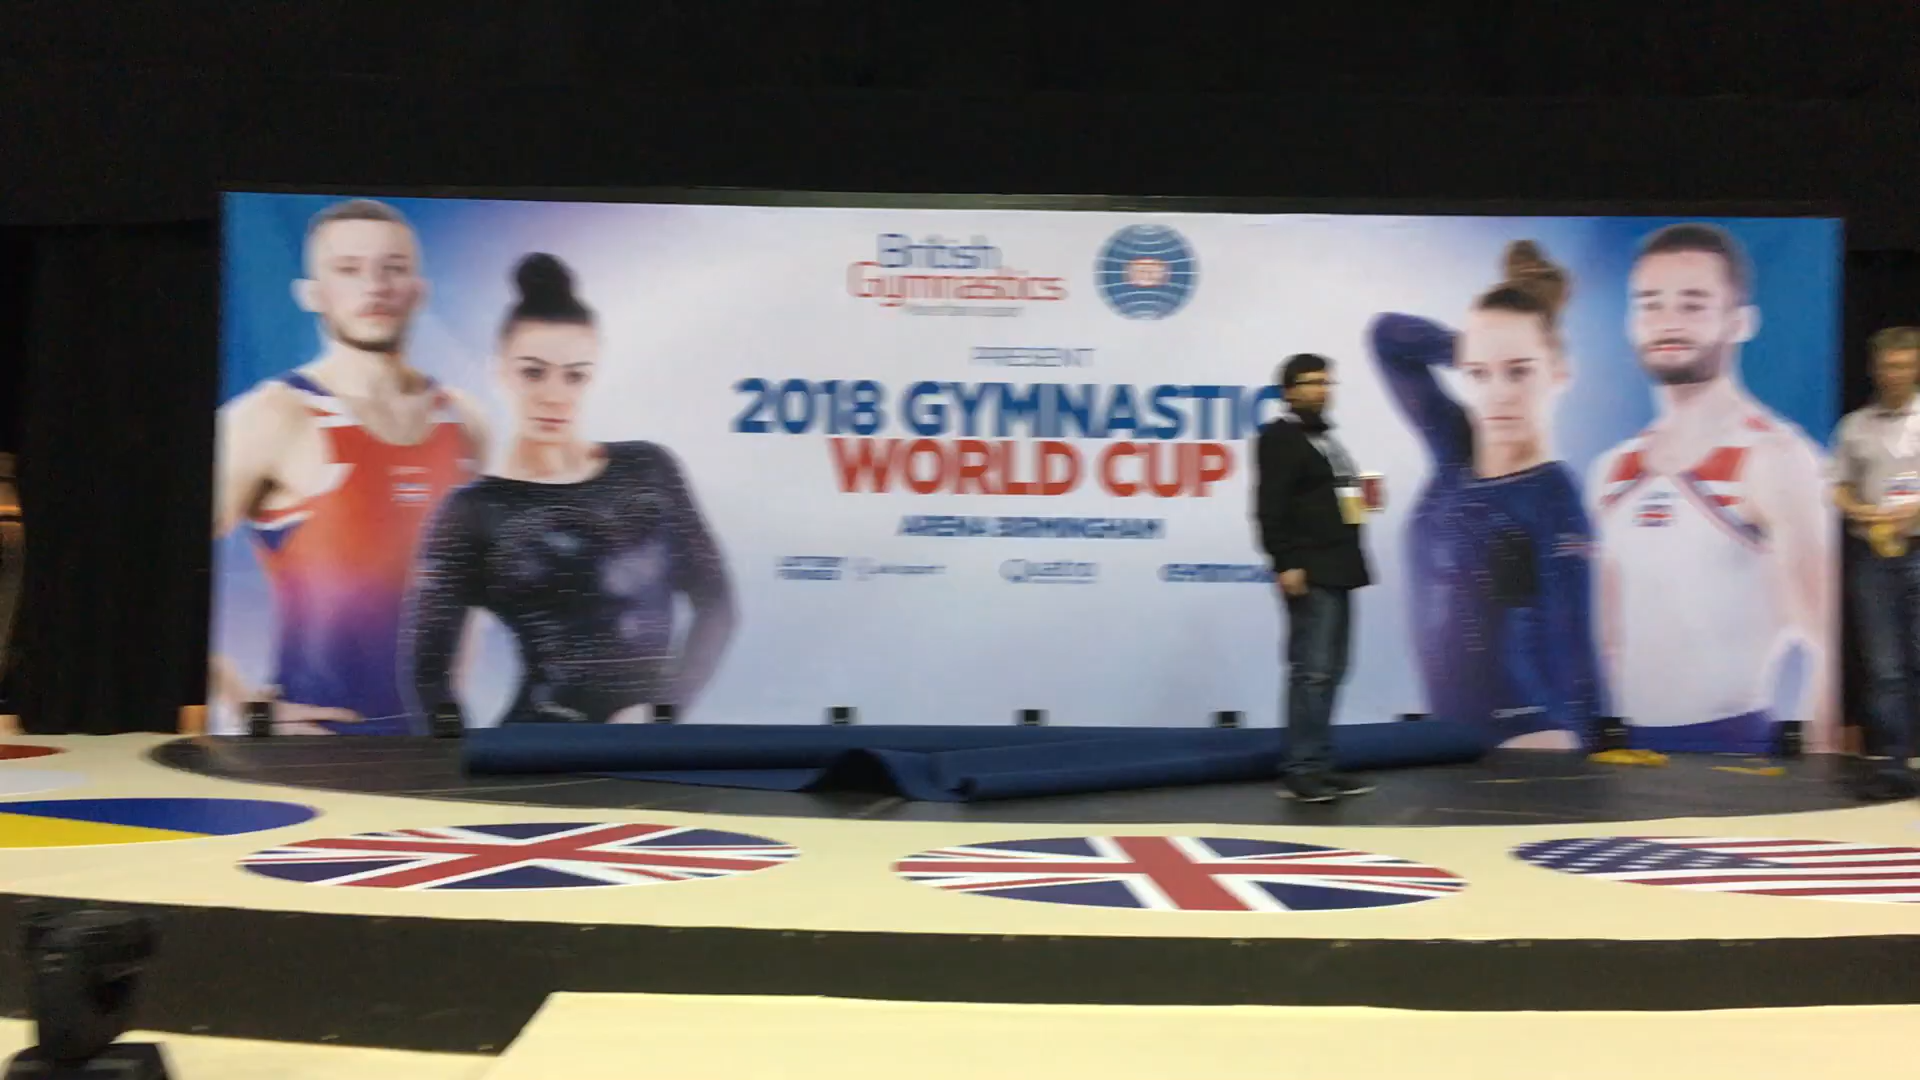 British
Gymnastics
PRESENT
2018 GYMNASTIC
WORLD CUP
ARENA BIRMINGHAM